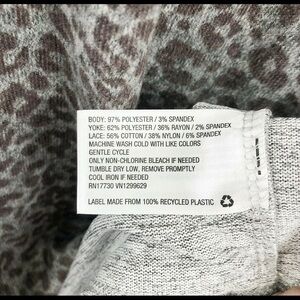 BODY: 97% POLYESTER / 3% SPANDEX
YOKE: 62% POLYESTER / 36% RAYON / 2% SPANDEX
LACE: 56% COTTON / 38% NYLON / 6% SPANDEX
MACHINE WASH COLD WITH LIKE COLORS
GENTLE CYCLE
ONLY NON-CHLORINE BLEACH IF NEEDED
TUMBLE DRY LOW, REMOVE PROMPTLY
COOL IRON IF NEEDED
RN17730 VN1299629
LABEL MADE FROM 100% RECYCLED PLASTIC